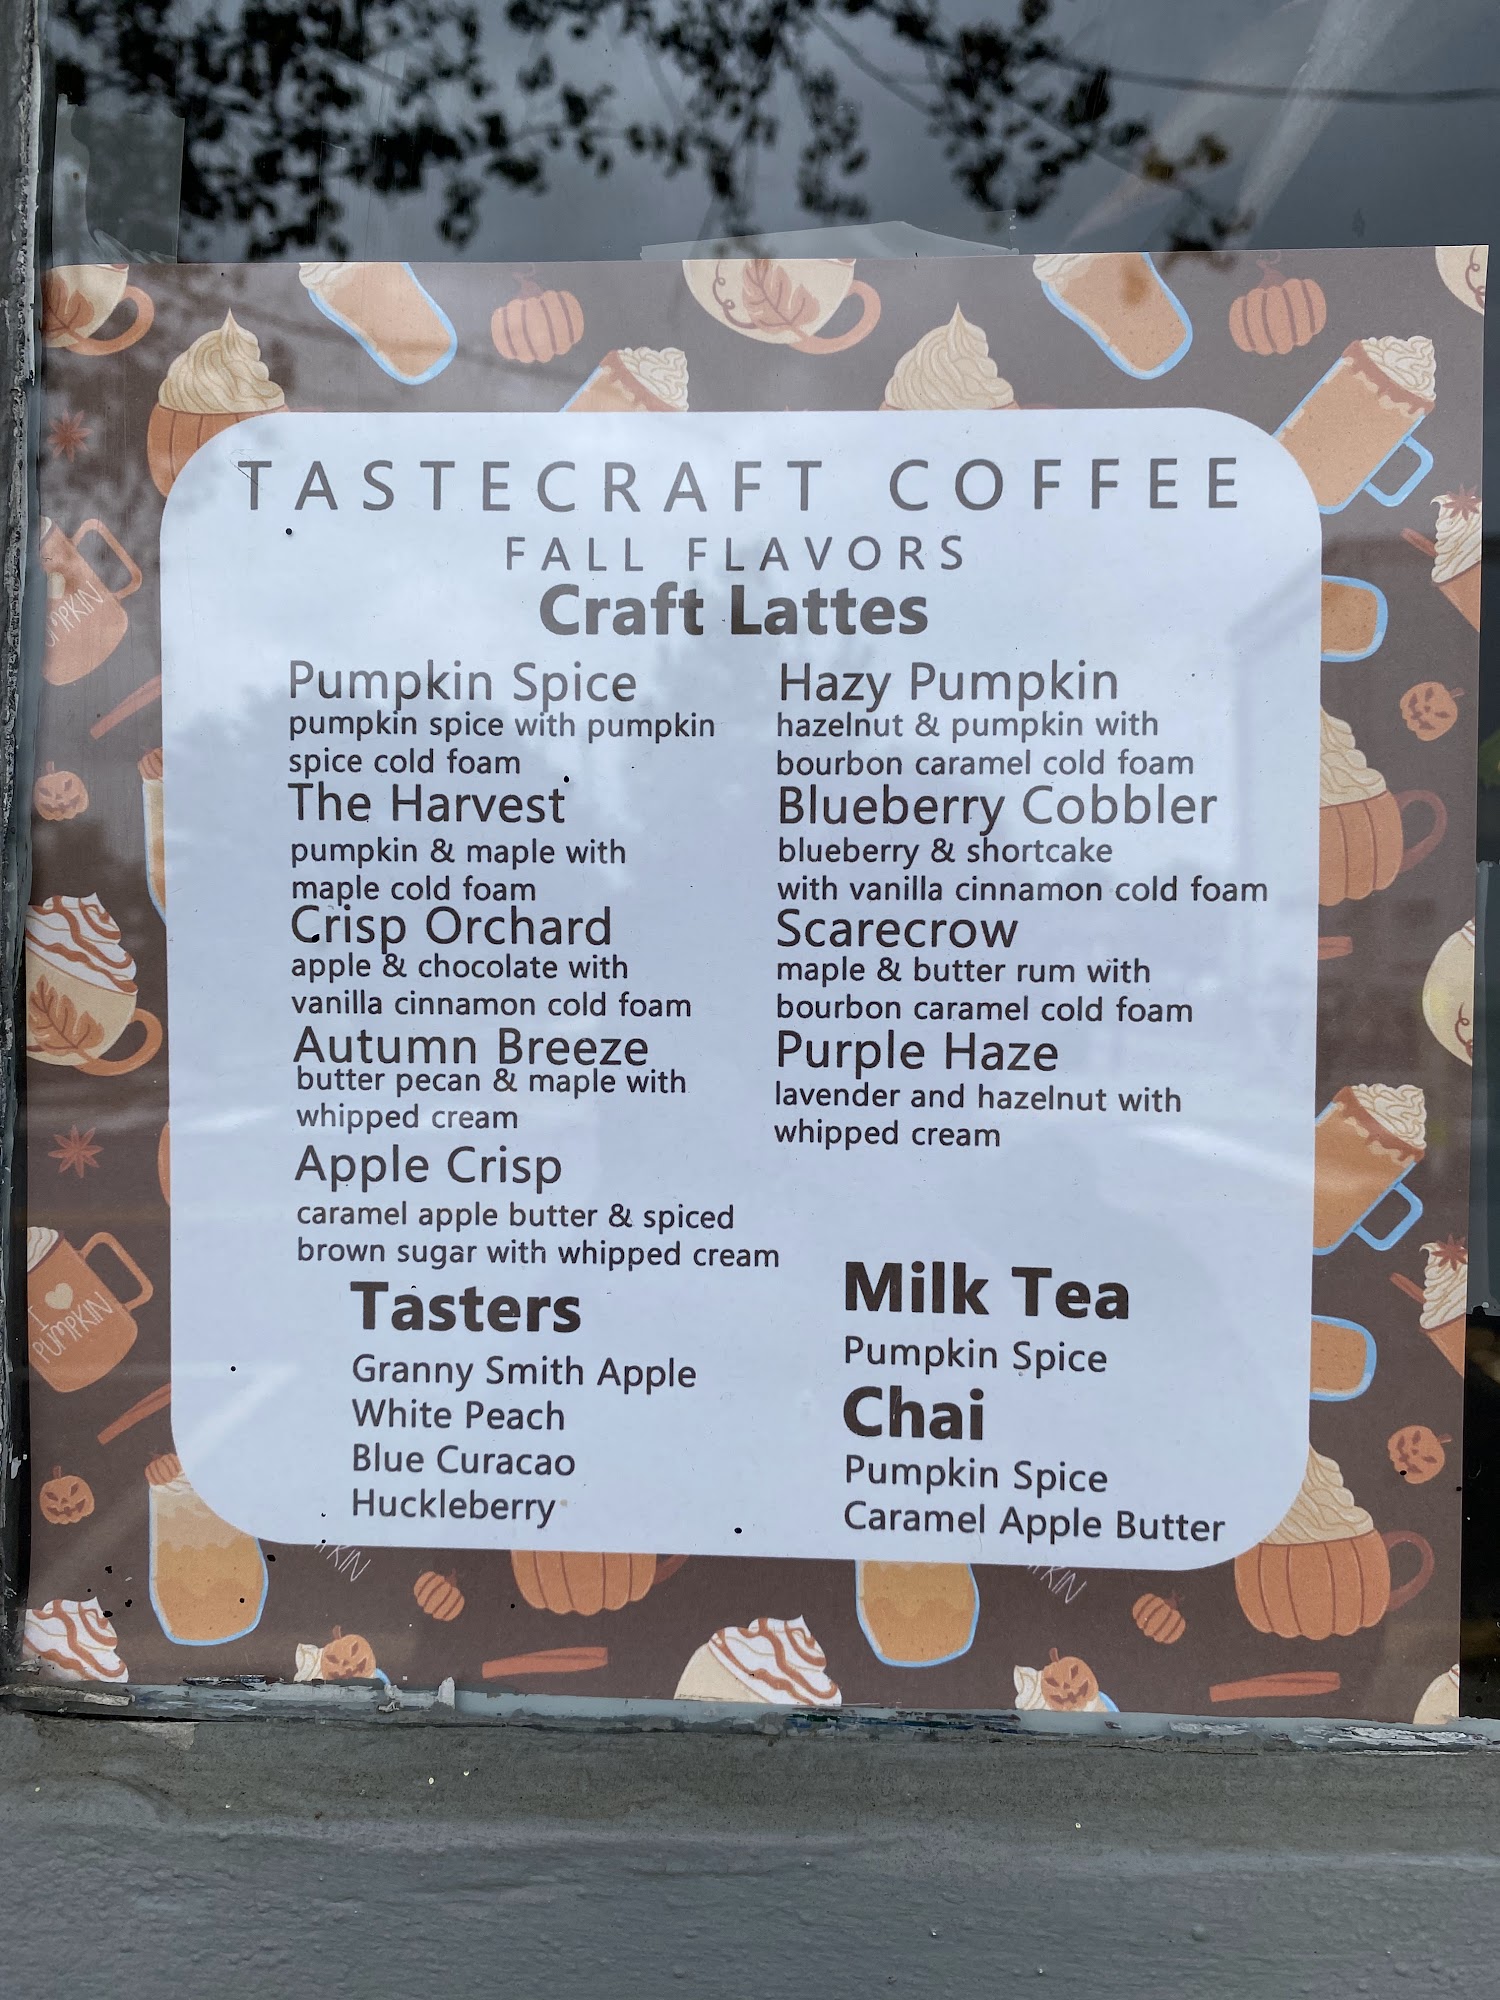 TASTECRAFT COFFEE
FALL FLAVORS
Craft Lattes
Pumpkin Spice
pumpkin spice with pumpkin
spice cold foam
The Harvest
pumpkin & maple with
maple cold foam
Crisp Orchard
apple & chocolate with
vanilla cinnamon cold foam
Autumn Breeze
butter pecan & maple with
whipped cream
Apple Crisp
caramel apple butter & spiced
brown sugar with whipped cream
Hazy Pumpkin
hazelnut & pumpkin with
bourbon caramel cold foam
Blueberry Cobbler
blueberry & shortcake
with vanilla cinnamon cold foam
Scarecrow
maple & butter rum with
bourbon caramel cold foam
Purple Haze
lavender and hazelnut with
whipped cream
Tasters
Granny Smith Apple
White Peach
Blue Curacao
Huckleberry
Milk Tea
Pumpkin Spice
Chai
Pumpkin Spice
Caramel Apple Butter
I
PUMPKIN